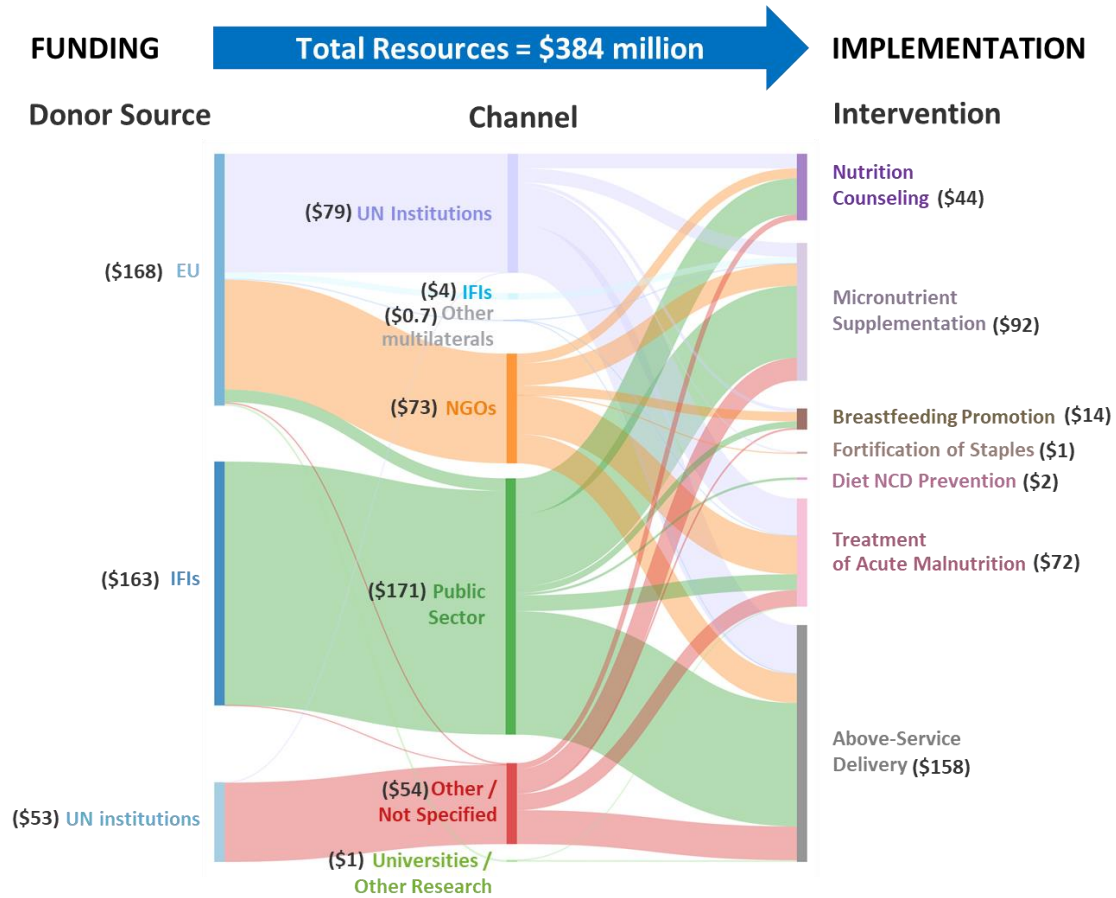 FUNDING
Total Resources = $384 million
IMPLEMENTATION
Donor Source
Channel
Intervention
($168) EU
($163) IFIs
($53) UN institutions
($79) UN Institutions
($4) IFIs
($0.7) Other
multilaterals
($73) NGOs
($171) Public
Sector
($54) Other /
Not Specified
($1) Universities /
Other Research
Nutrition
Counseling ($44)
Micronutrient
Supplementation ($92)
Breastfeeding Promotion ($14)
Fortification of Staples ($1)
Diet NCD Prevention ($2)
Treatment
of Acute Malnutrition ($72)
Above-Service
Delivery ($158)